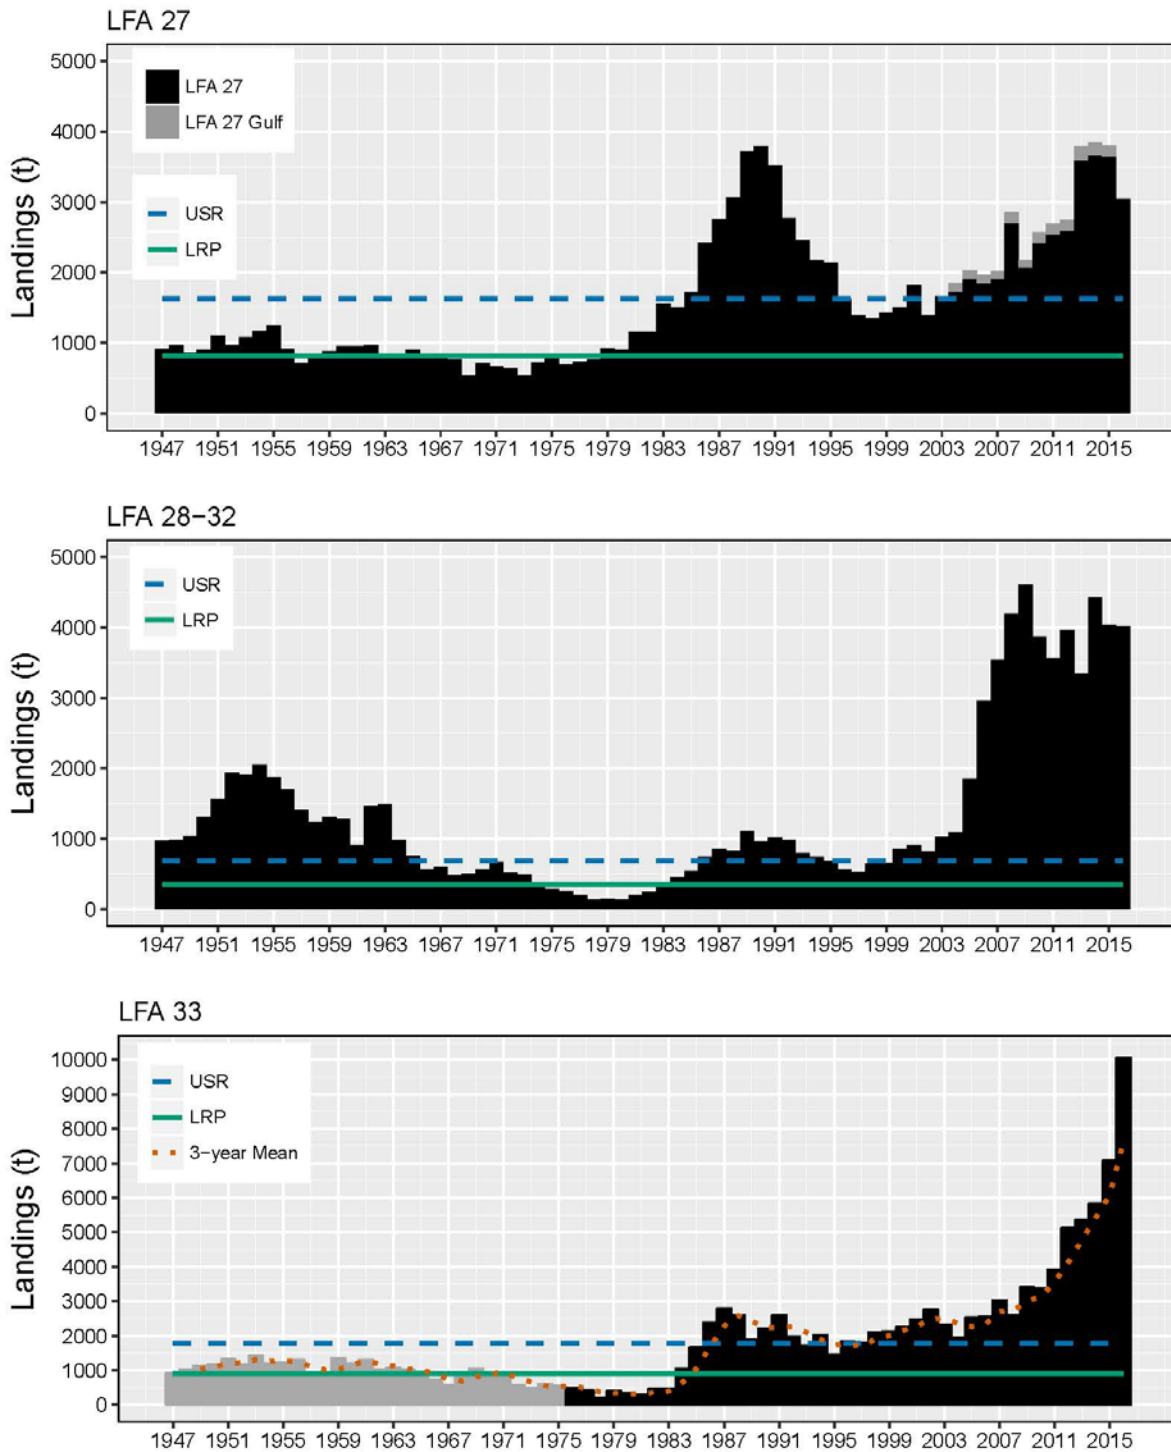 LFA 27
5000
4000
3000
2000
1000
0
Landings (t)
LFA 27
LFA 27 Gulf
USR
LRP
1947 1951 1955 1959 1963 1967 1971 1975 1979 1983 1987 1991 1995 1999 2003 2007 2011 2015
LFA 28-32
5000
4000
3000
2000
1000
0
Landings (t)
USR
LRP
1947 1951 1955 1959 1963 1967 1971 1975 1979 1983 1987 1991 1995 1999 2003 2007 2011 2015
LFA 33
10000
9000
8000
7000
6000
5000
4000
3000
2000
1000
0
Landings (t)
USR
LRP
3-year Mean
1947 1951 1955 1959 1963 1967 1971 1975 1979 1983 1987 1991 1995 1999 2003 2007 2011 2015